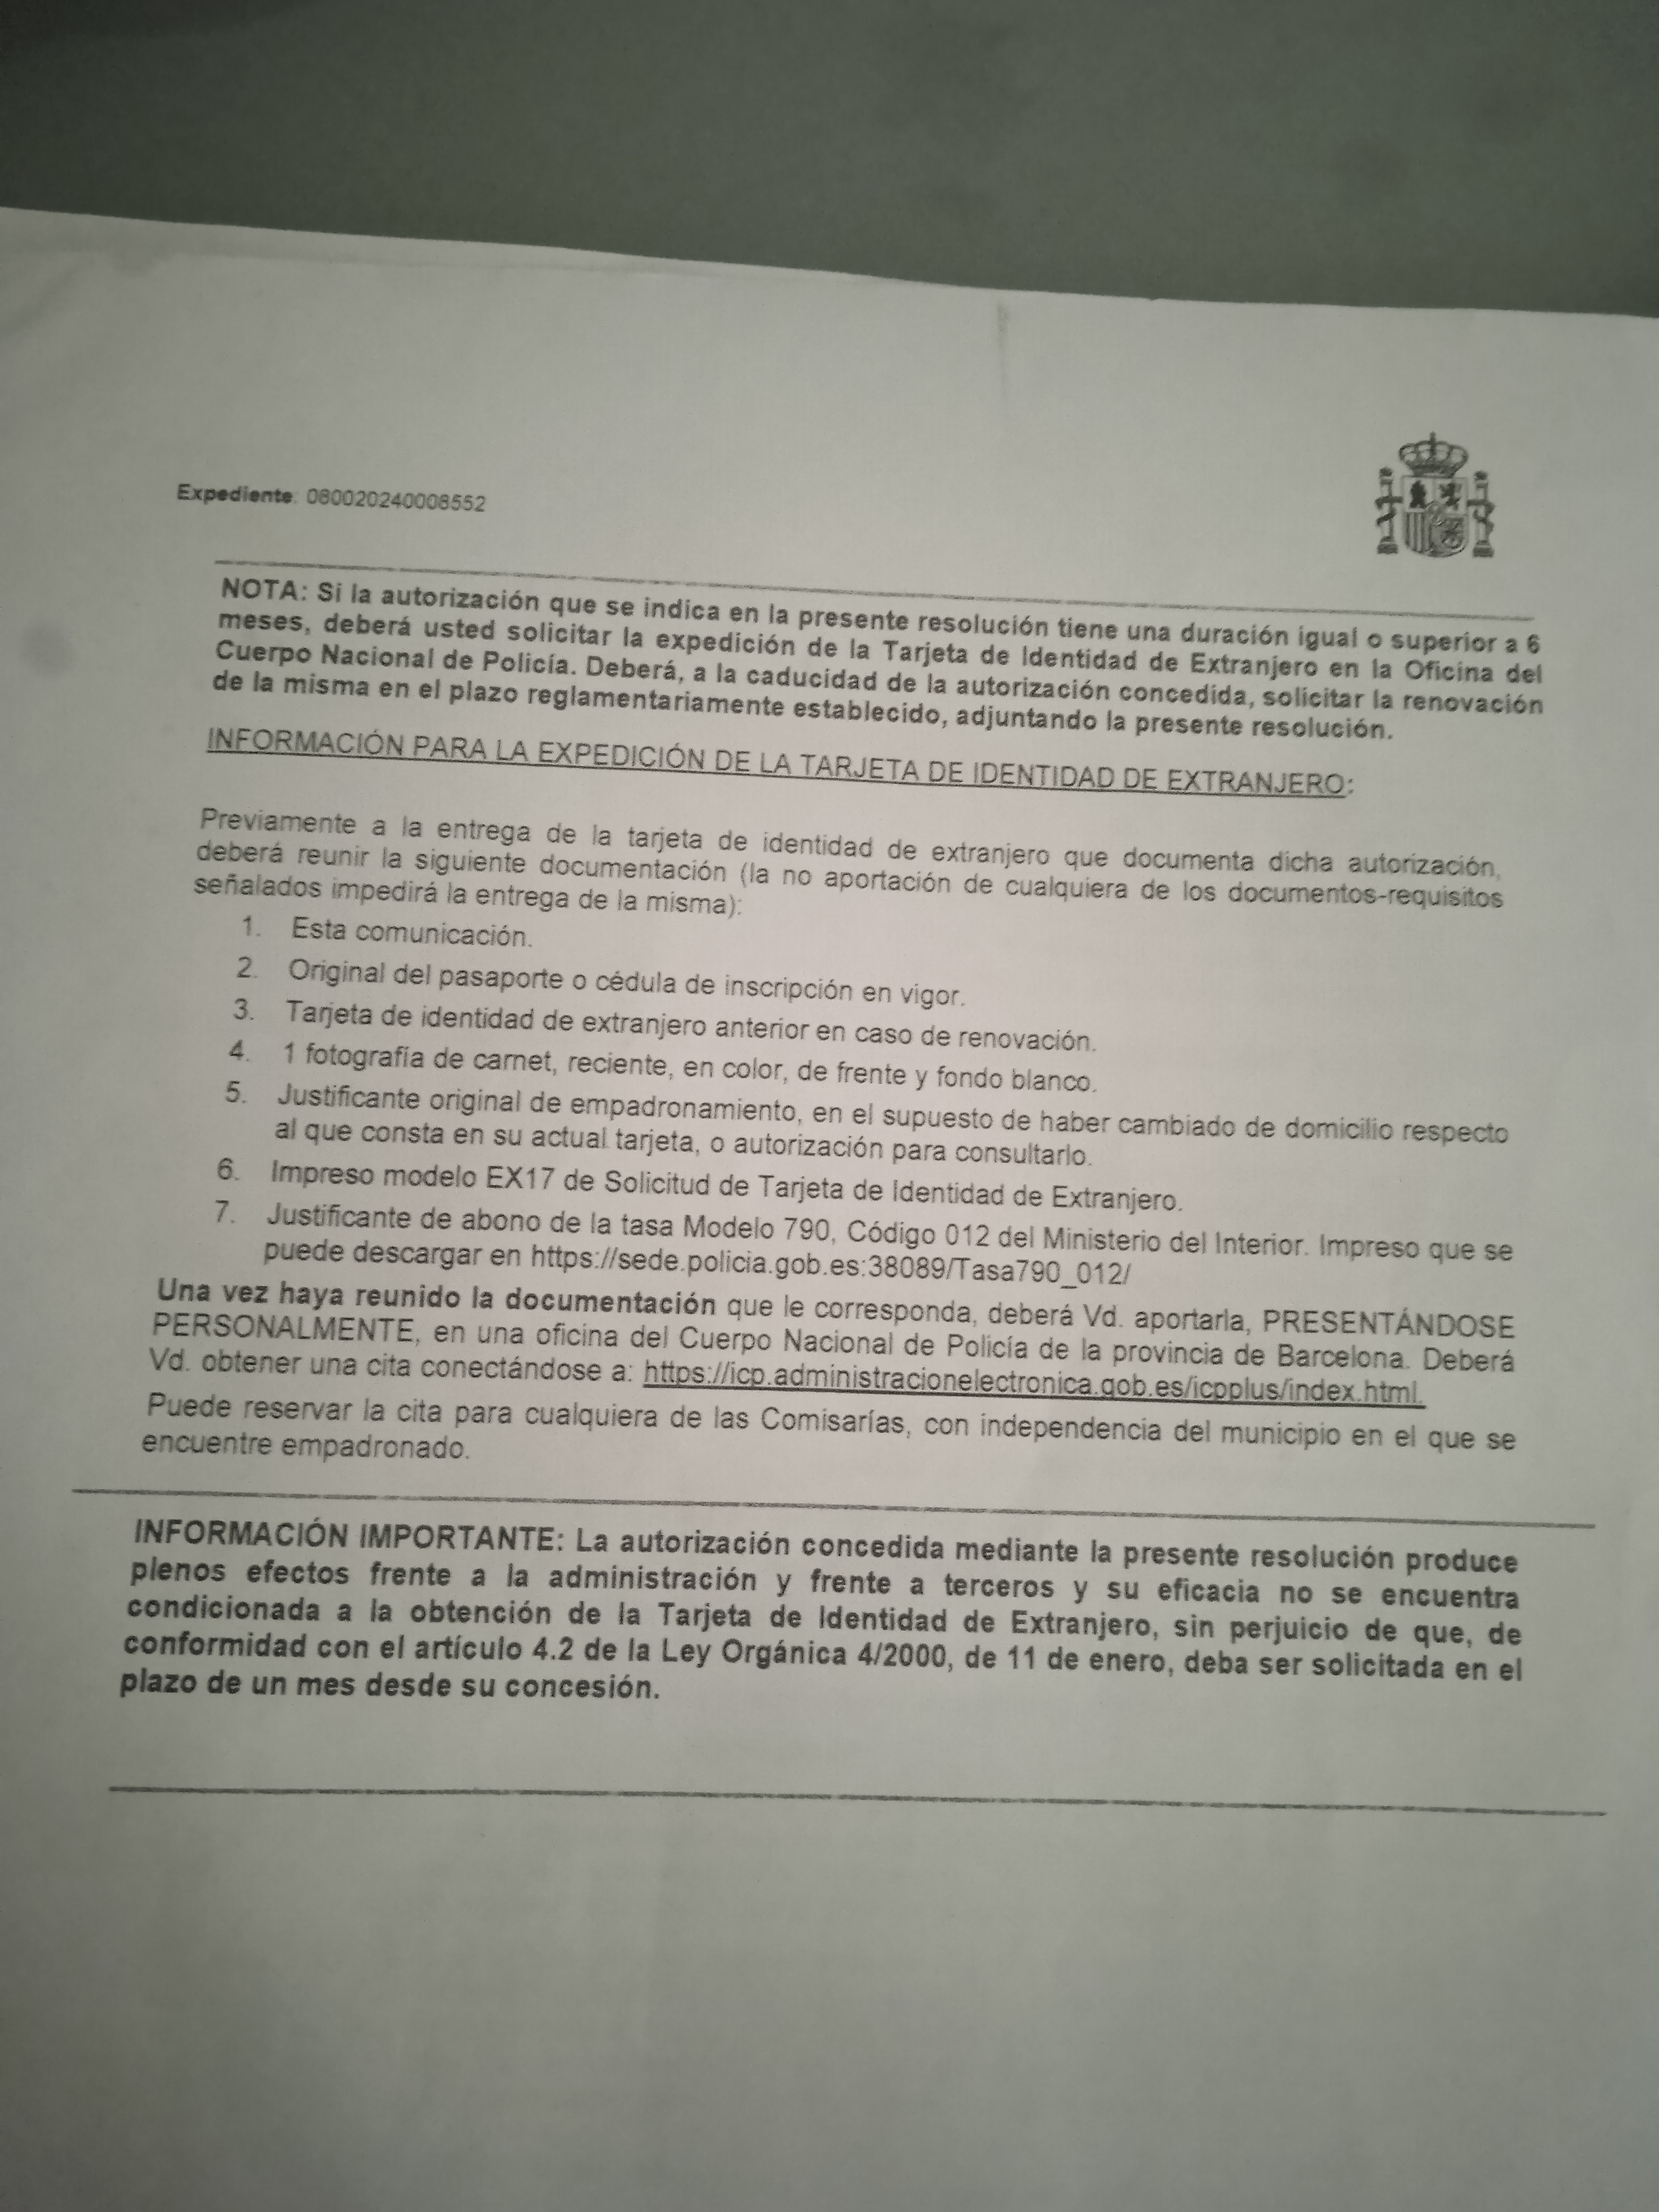 Expediente: 080020240008552
NOTA: Si la autorización que se indica en la presente resolución tiene una duración igual o superior a 6
meses, deberá usted solicitar la expedición de la Tarjeta de Identidad de Extranjero en la Oficina del
Cuerpo Nacional de Policía. Deberá, a la caducidad de la autorización concedida, solicitar la renovación
de la misma en el plazo reglamentariamente establecido, adjuntando la presente resolución.
INFORMACIÓN PARA LA EXPEDICIÓN DE LA TARJETA DE IDENTIDAD DE EXTRANJERO:
Previamente a la entrega de la tarjeta de identidad de extranjero que documenta dicha autorización,
deberá reunir la siguiente documentación (la no aportación de cualquiera de los documentos-requisitos
señalados impedirá la entrega de la misma):
1. Esta comunicación.
2. Original del pasaporte o cédula de inscripción en vigor.
3. Tarjeta de identidad de extranjero anterior en caso de renovación.
4. 1 fotografía de carnet, reciente, en color, de frente y fondo blanco.
5. Justificante original de empadronamiento, en el supuesto de haber cambiado de domicilio respecto
al que consta en su actual tarjeta, o autorización para consultarlo.
6. Impreso modelo EX17 de Solicitud de Tarjeta de Identidad de Extranjero.
7. Justificante de abono de la tasa Modelo 790, Código 012 del Ministerio del Interior. Impreso que se
puede descargar en https://sede.policia.gob.es:38089/Tasa790_012/
Una vez haya reunido la documentación que le corresponda, deberá Vd. aportarla, PRESENTÁNDOSE
PERSONALMENTE, en una oficina del Cuerpo Nacional de Policía de la provincia de Barcelona. Deberá
Vd. obtener una cita conectándose a: https://icp.administracionelectronica.gob.es/icpplus/index.html.
Puede reservar la cita para cualquiera de las Comisarías, con independencia del municipio en el que se
encuentre empadronado.
INFORMACIÓN IMPORTANTE: La autorización concedida mediante la presente resolución produce
plenos efectos frente a la administración y frente a terceros y su eficacia no se encuentra
condicionada a la obtención de la Tarjeta de Identidad de Extranjero, sin perjuicio de que, de
conformidad con el artículo 4.2 de la Ley Orgánica 4/2000, de 11 de enero, deba ser solicitada en el
plazo de un mes desde su concesión.